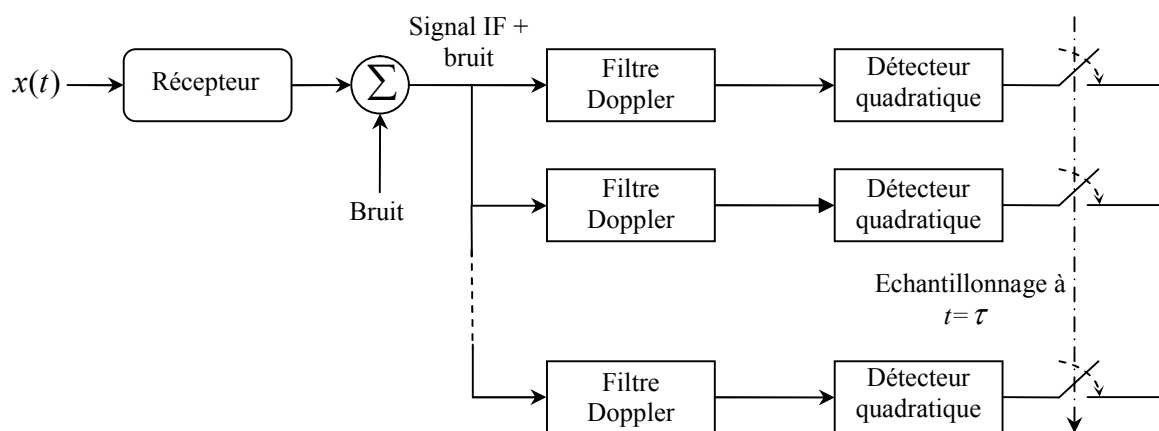 Signal IF +
bruit
x(t)
Récepteur
Σ
Filtre
Doppler
Détecteur
quadratique
Bruit
Filtre
Doppler
Détecteur
quadratique
Echantillonnage à
t= τ
Filtre
Doppler
Détecteur
quadratique